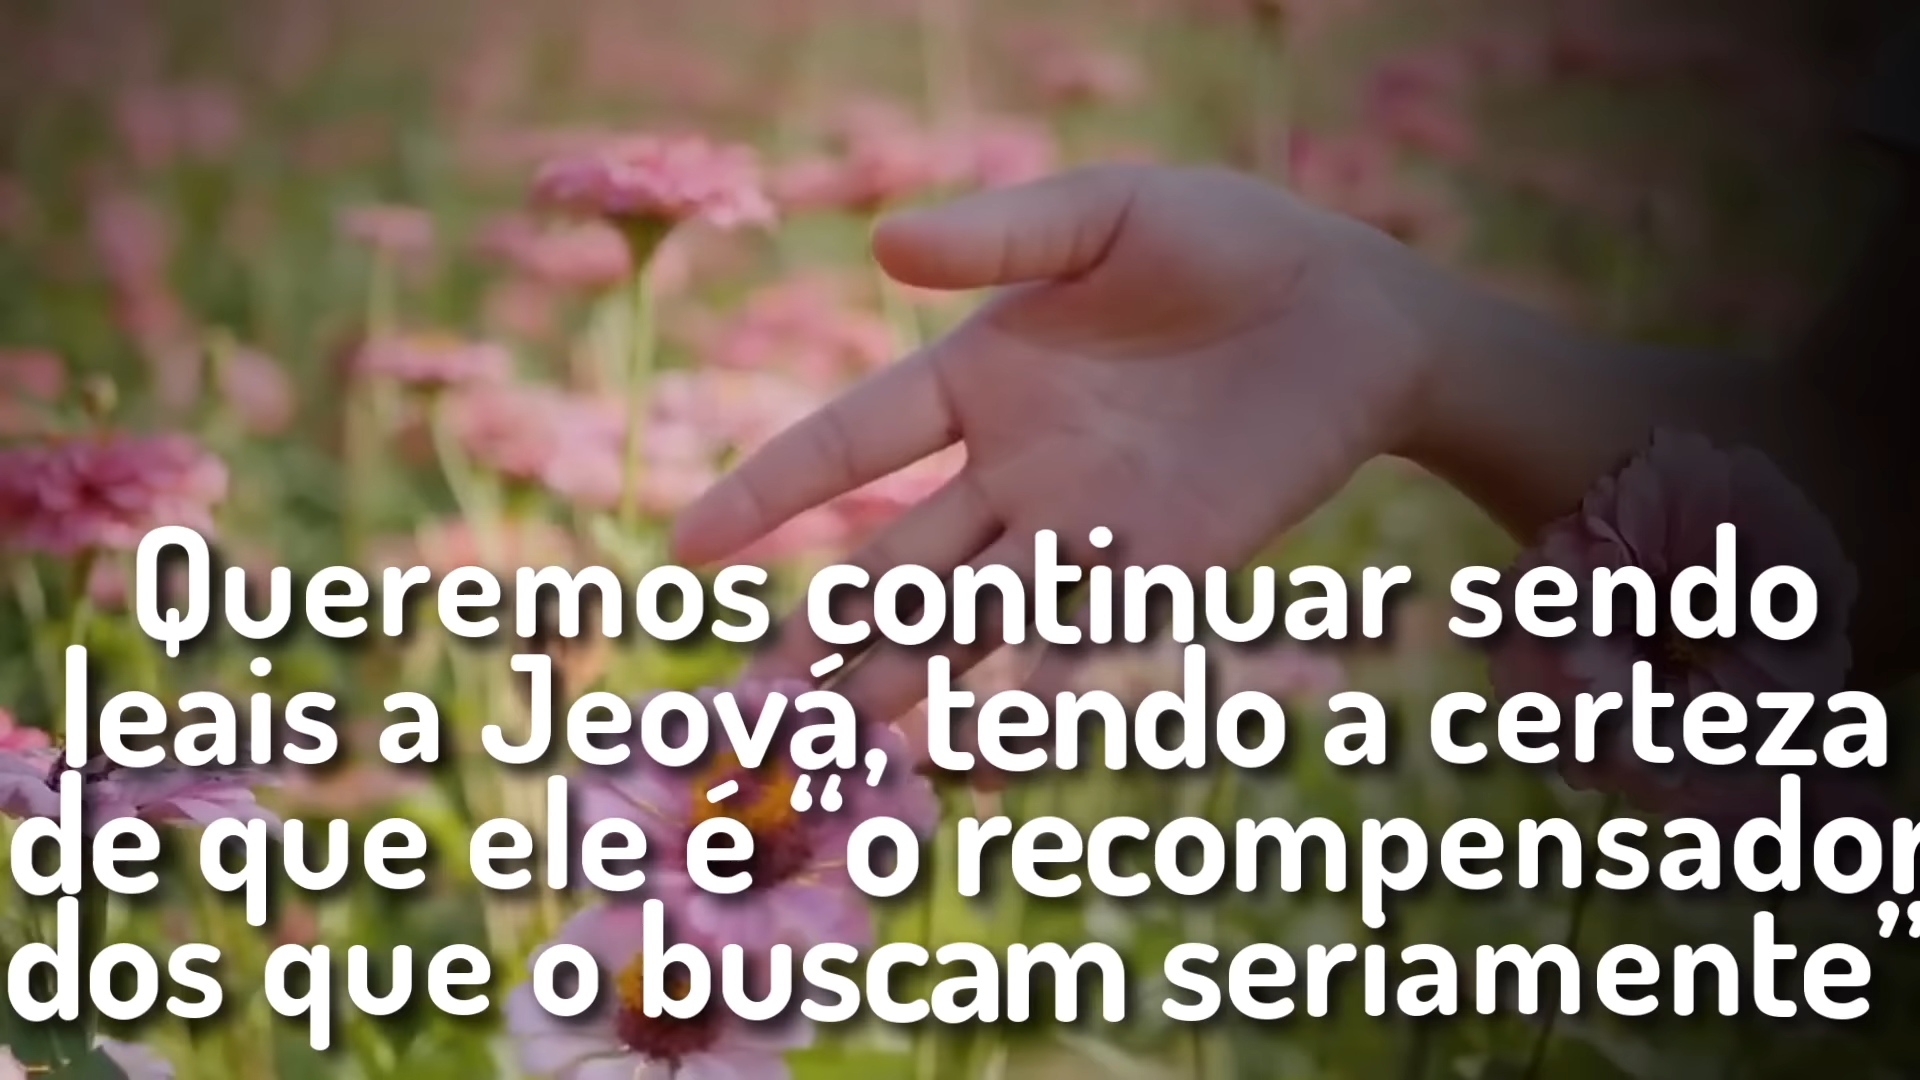 Queremos continuar sendo
leais a Jeová, tendo a certeza
de que ele é “o recompensador
dos que o buscam seriamente”